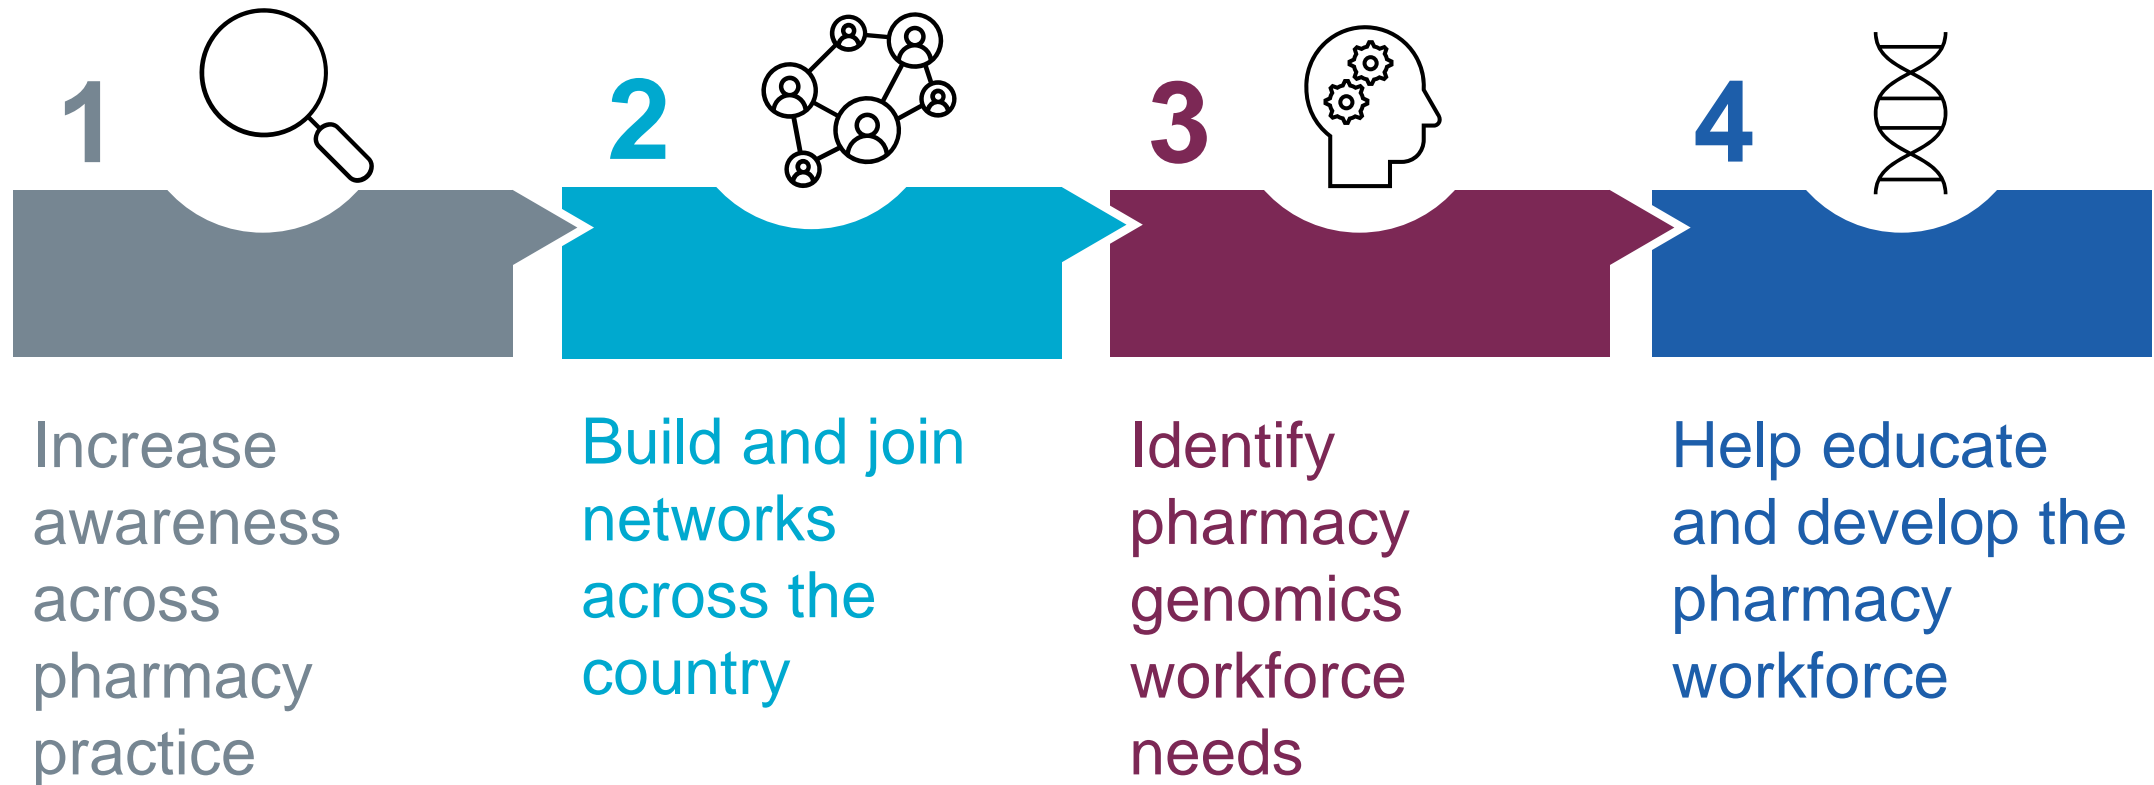 1
Increase
awareness
across
pharmacy
practice
2
Build and join
networks
across the
country
3
Identify
pharmacy
genomics
workforce
needs
4
Help educate
and develop the
pharmacy
workforce